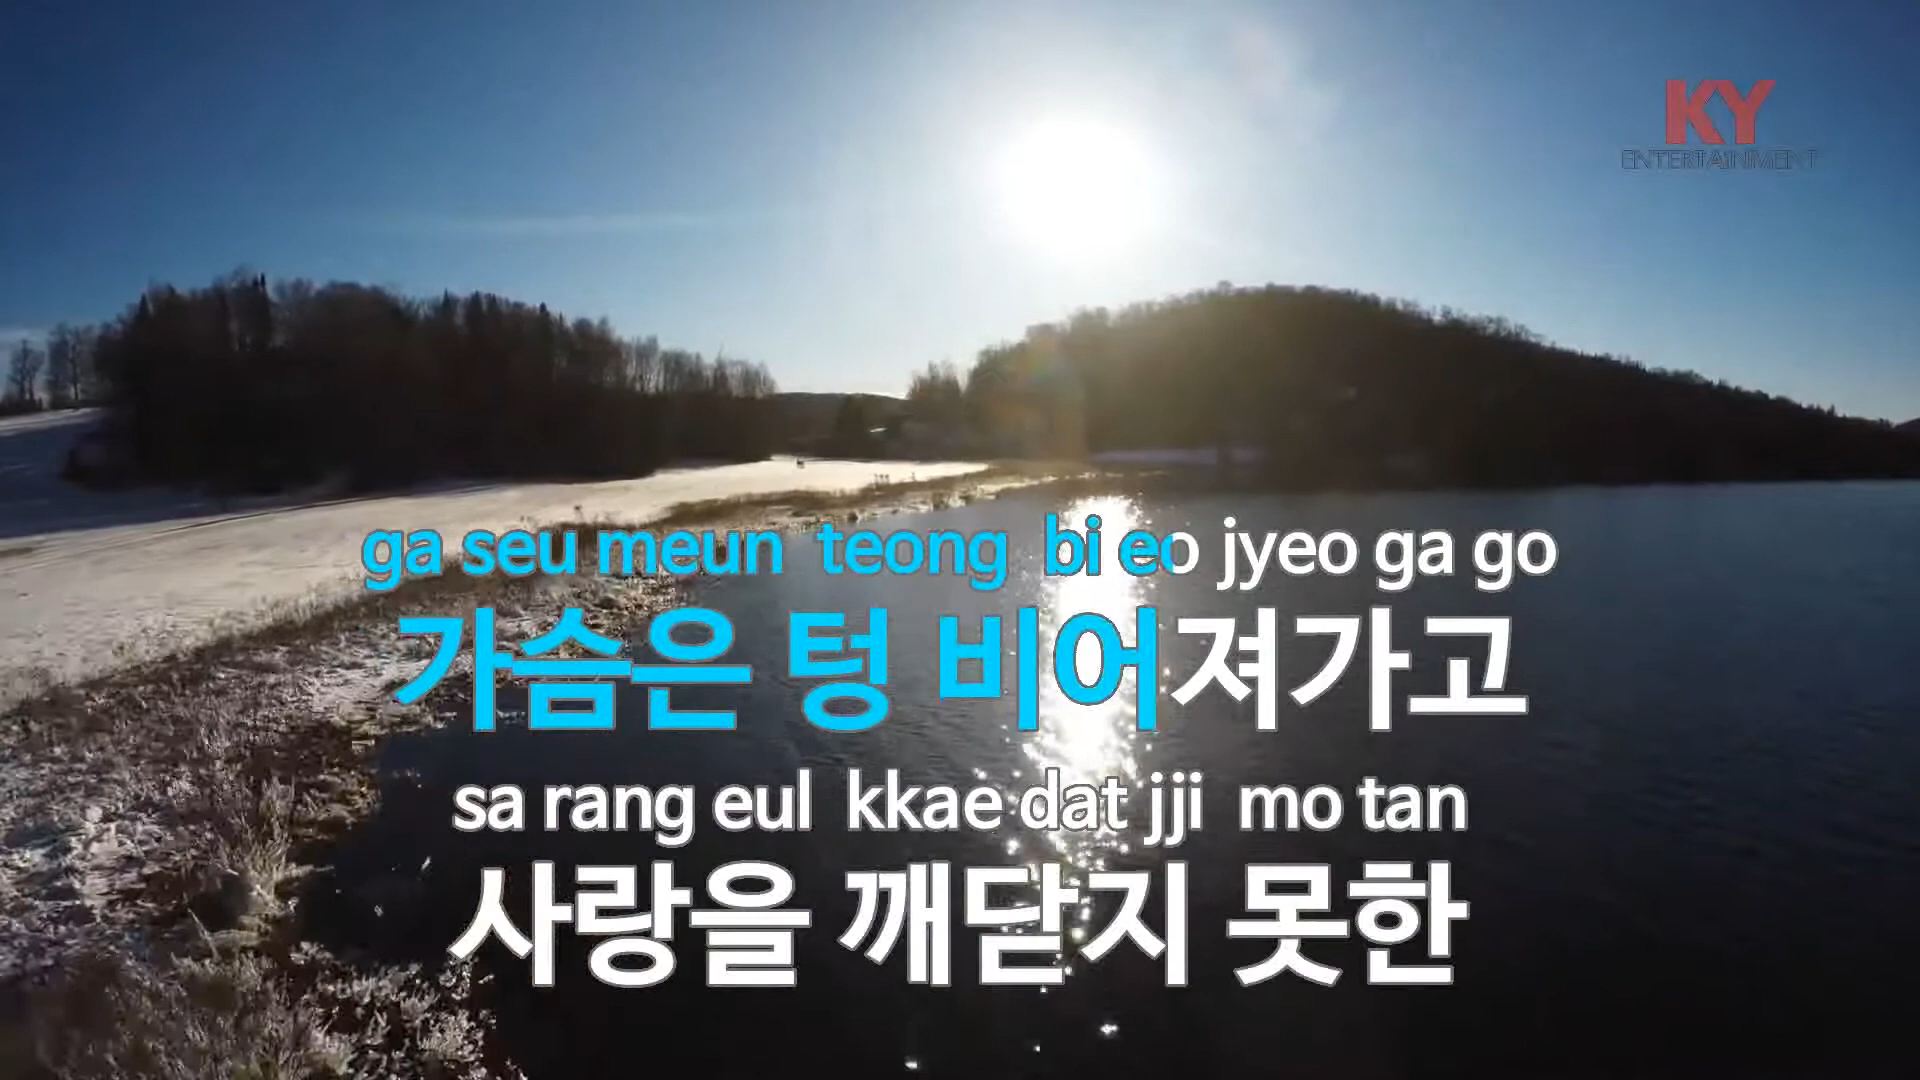 KY
ENTERTAINMENT
ga seu meun teong bi eo jyeo ga go
가슴은 텅 비어져가고
sa rang eul kkae dat jji mo tan
사랑을 깨닫지 못한